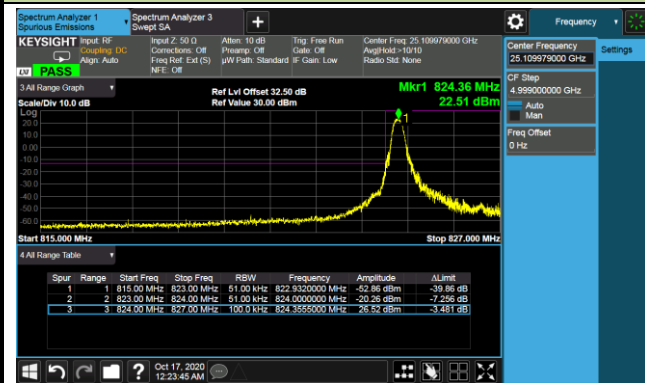 Spectrum Analyzer 1
Spurious Emissions
Spectrum Analyzer 3
Swept SA
+
Frequency
KEYSIGHT
Input: RF
Coupling: DC
Align: Auto
Input Z: 50 Ω
Corrections: Off
Freq Ref: Ext (S)
NFE: Off
Atten: 10 dB
Preamp: Off
µW Path: Standard
Trig: Free Run
Gate: Off
IF Gain: Low
Center Freq: 25.109979000 GHz
Avg|Hold:>10/10
Radio Std: None
LVI PASS
Center Frequency
25.109979000 GHz
Settings
CF Step
4.999000000 GHz
Auto
Man
Freq Offset
0 Hz
3 All Range Graph
Scale/Div 10.0 dB
Ref Lvl Offset 32.50 dB
Ref Value 30.00 dBm
Mkr1 824.36 MHz
22.51 dBm
Log
20.0
10.0
0.00
-10.0
-20.0
-30.0
-40.0
-50.0
-60.0
1
Start 815.000 MHz
Stop 827.000 MHz
4 All Range Table
Spur Range Start Freq Stop Freq RBW Frequency Amplitude ΔLimit
1 1 815.00 MHz 823.00 MHz 51.00 kHz 822.9320000 MHz -52.86 dBm -39.86 dB
2 2 823.00 MHz 824.00 MHz 51.00 kHz 824.0000000 MHz -20.26 dBm -7.256 dB
3 3 824.00 MHz 827.00 MHz 100.0 kHz 824.3555000 MHz 26.52 dBm -3.481 dB
?
Oct 17, 2020
12:23:45 AM